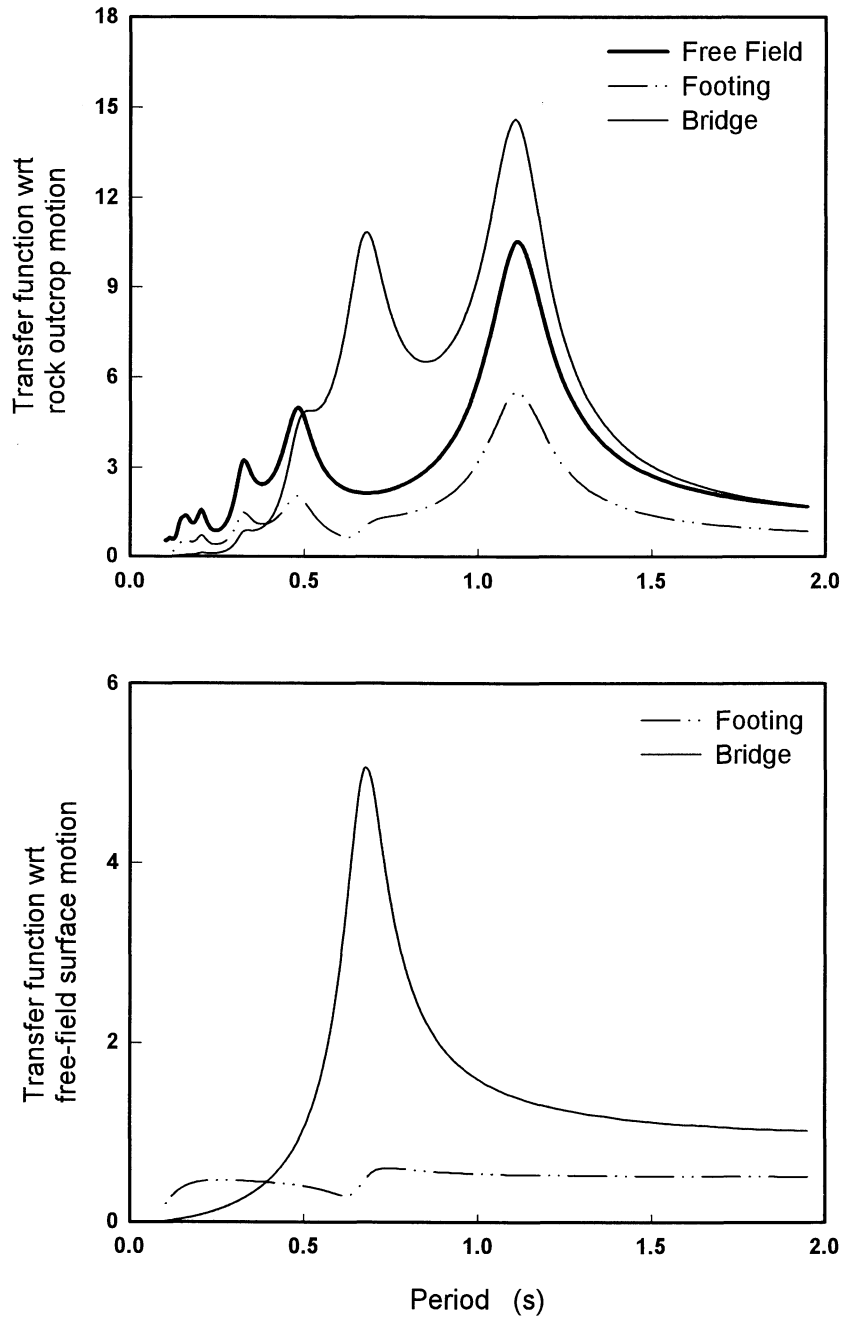 18
15
12
9
6
3
0
Transfer function wrt
rock outcrop motion
Free Field
Footing
Bridge
0.0 0.5 1.0 1.5 2.0
6
4
2
0
Transfer function wrt
free-field surface motion
Footing
Bridge
0.0 0.5 1.0 1.5 2.0
Period (s)